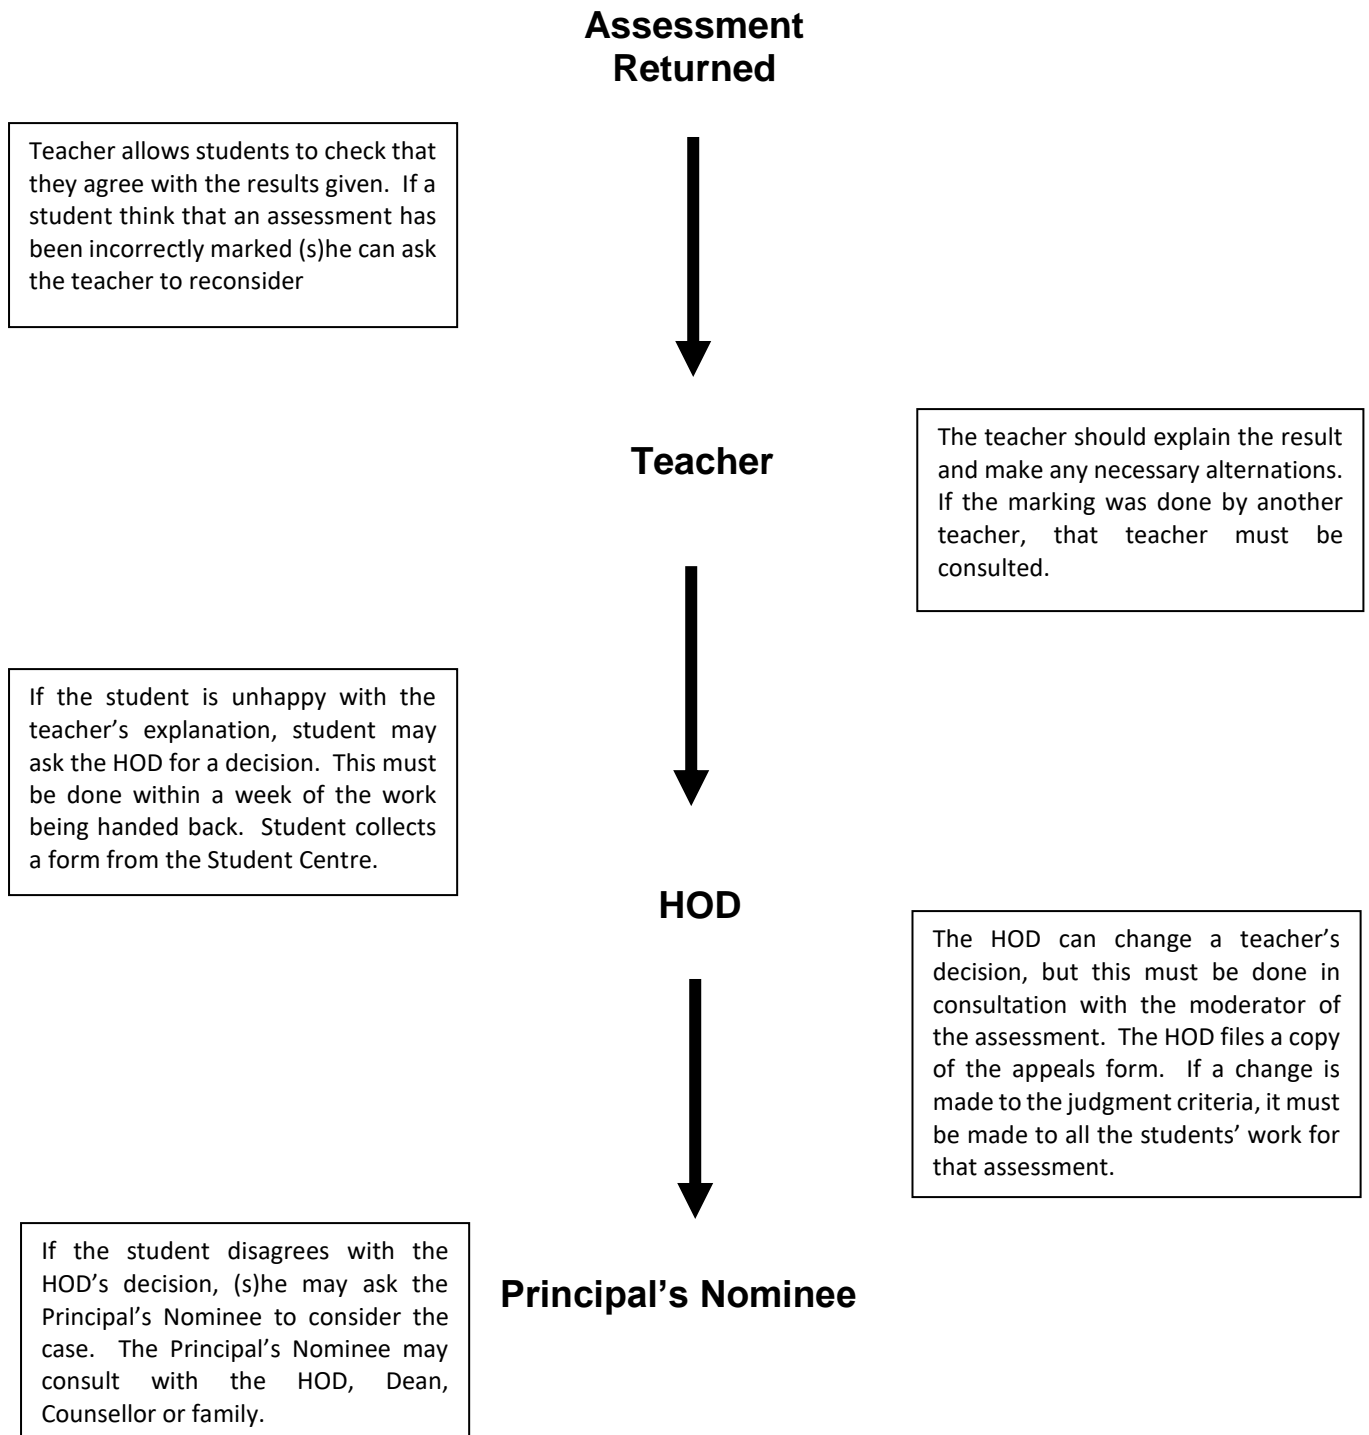 Assessment
Returned
Teacher allows students to check that
they agree with the results given. If a
student think that an assessment has
been incorrectly marked (s)he can ask
the teacher to reconsider
Teacher
The teacher should explain the result
and make any necessary alternations.
If the marking was done by another
teacher, that teacher must be
consulted.
If the student is unhappy with the
teacher’s explanation, student may
ask the HOD for a decision. This must
be done within a week of the work
being handed back. Student collects
a form from the Student Centre.
HOD
The HOD can change a teacher’s
decision, but this must be done in
consultation with the moderator of
the assessment. The HOD files a copy
of the appeals form. If a change is
made to the judgment criteria, it must
be made to all the students’ work for
that assessment.
If the student disagrees with the
HOD’s decision, (s)he may ask the
Principal’s Nominee to consider the
case. The Principal’s Nominee may
consult with the HOD, Dean,
Counsellor or family.
Principal’s Nominee